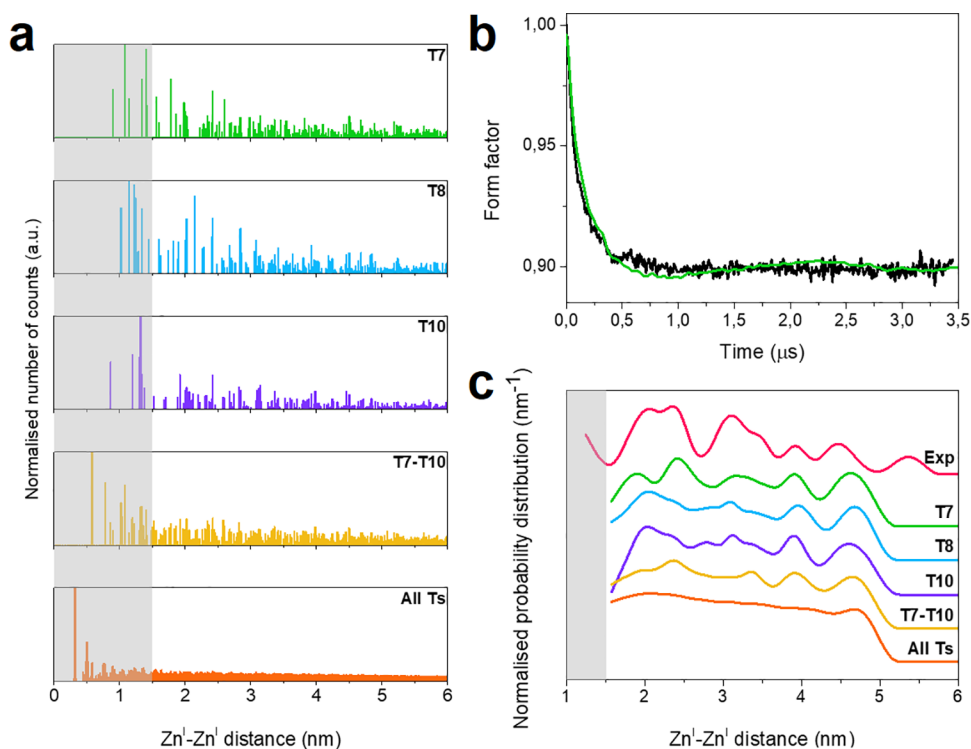 a
T7
T8
T10
T7-T10
All Ts
Normalised number of counts (a.u.)
0 1 2 3 4 5 6
Zn^I-Zn^I distance (nm)
b
1,00
0,95
0,90
Form factor
0,0 0,5 1,0 1,5 2,0 2,5 3,0 3,5
Time (μs)
c
Normalised probability distribution (nm⁻¹)
Exp
T7
T8
T10
T7-T10
All Ts
1 2 3 4 5 6
Zn^I-Zn^I distance (nm)